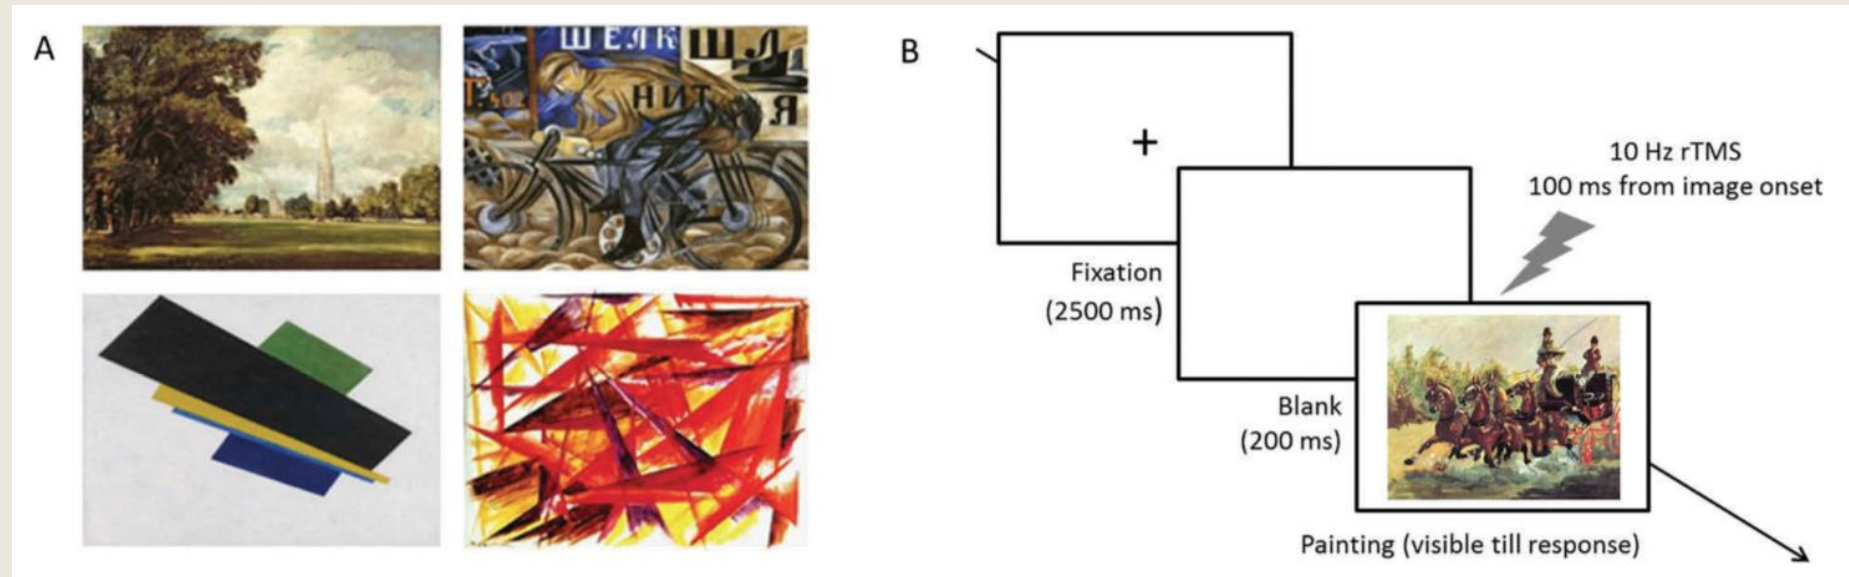 A
ШЕЛК
ШЛ
Я
НИТ
Т. 502
B
+
10 Hz rTMS
100 ms from image onset
Fixation
(2500 ms)
Blank
(200 ms)
Painting (visible till response)